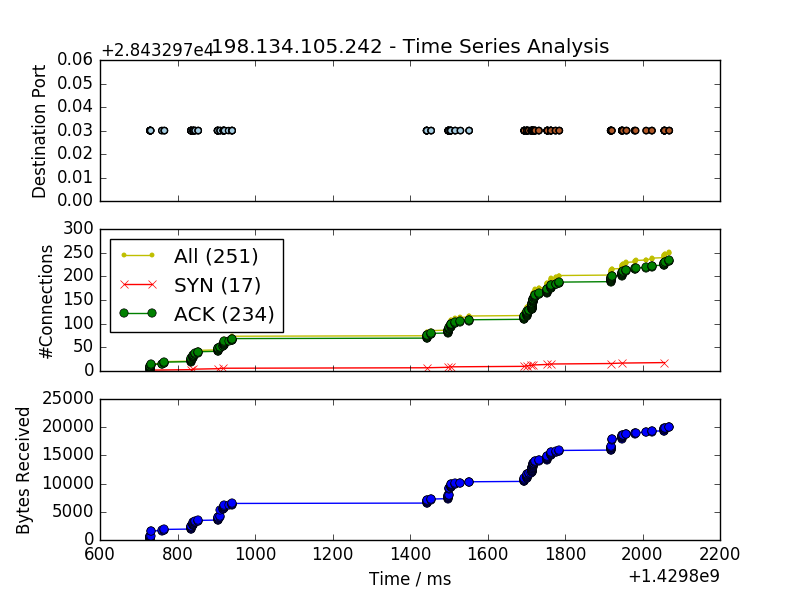 198.134.105.242 - Time Series Analysis
+2.843297e4
0.06
0.05
0.04
0.03
0.02
0.01
0.00
Destination Port
300
250
200
150
100
50
0
#Connections
All (251)
SYN (17)
ACK (234)
25000
20000
15000
10000
5000
0
Bytes Received
600 800 1000 1200 1400 1600 1800 2000 2200
Time / ms
+1.4298e9